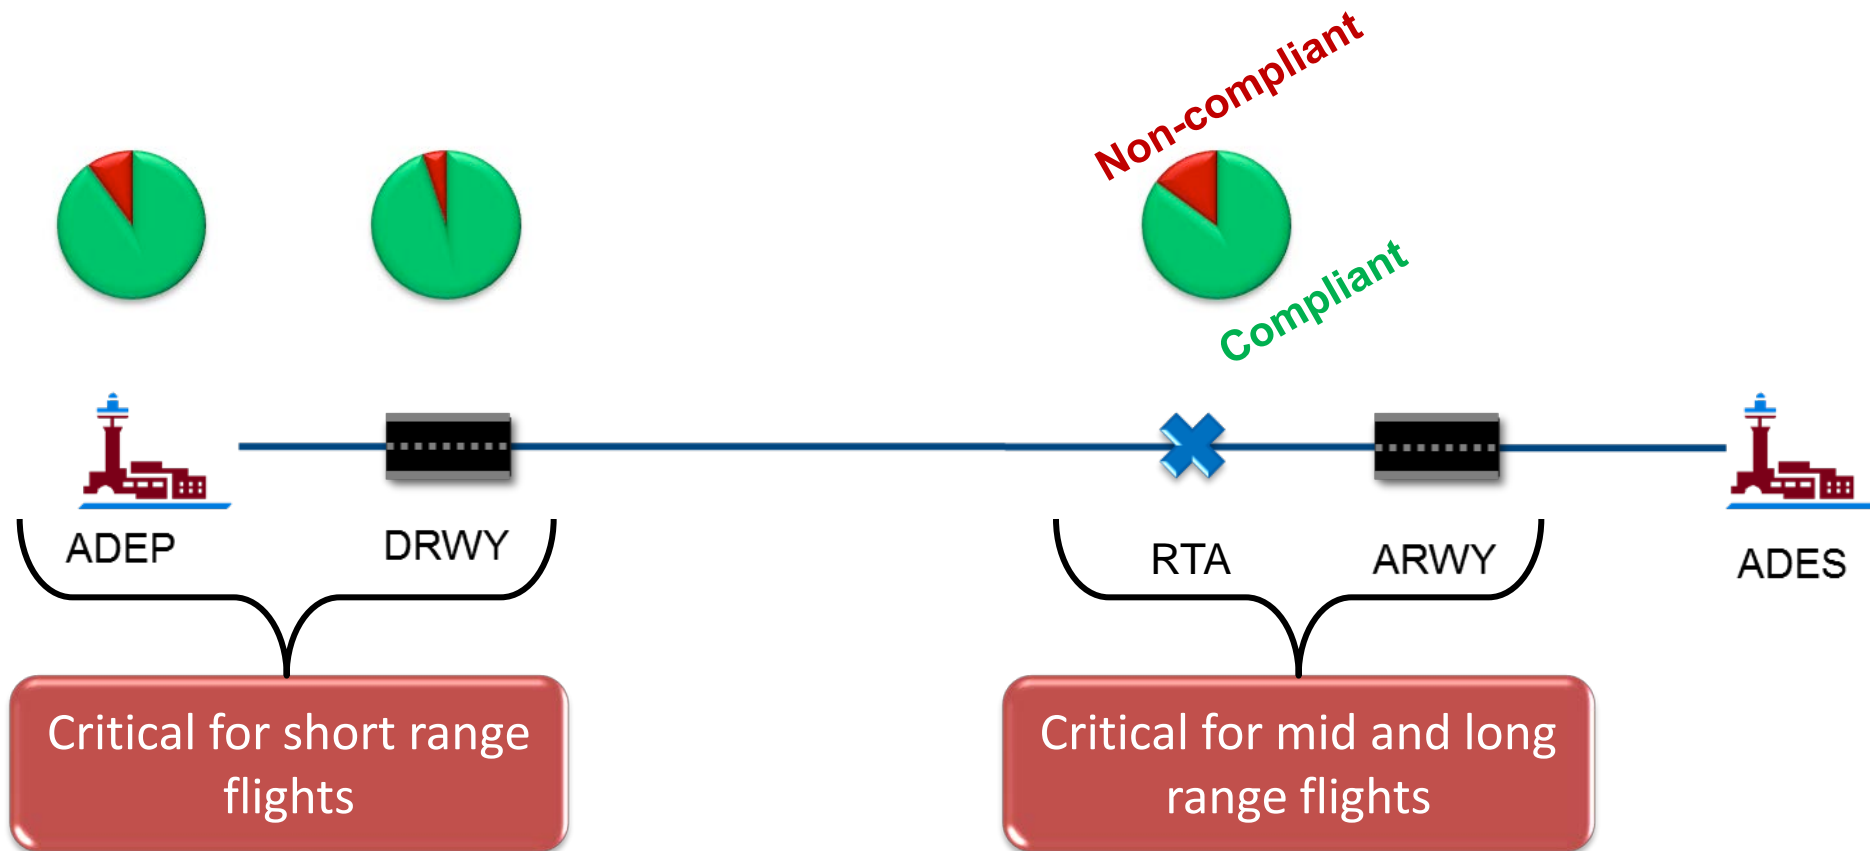 Non-compliant
Compliant
ADEP
DRWY
RTA
ARWY
ADES
Critical for short range
flights
Critical for mid and long
range flights